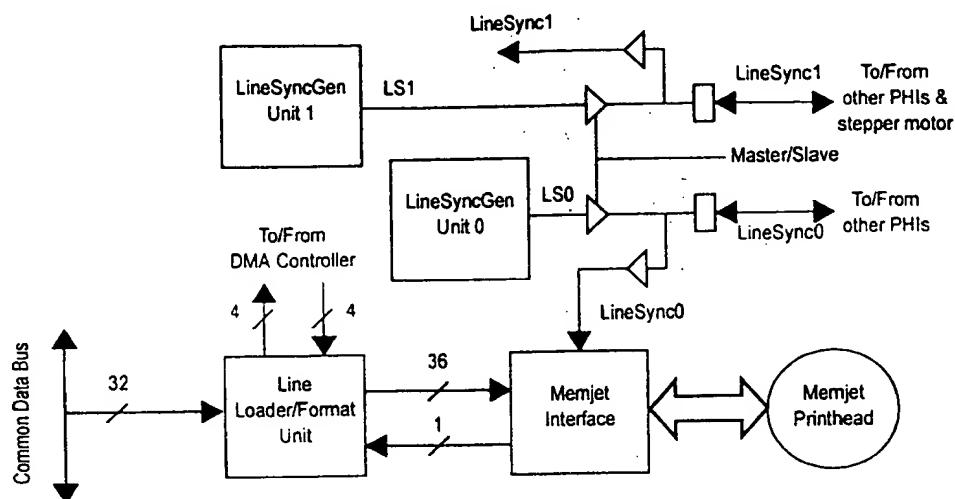 LineSync1
LineSyncGen
Unit 1
LS1
LineSync1
To/From
other PHIs &
stepper motor
Master/Slave
LineSyncGen
Unit 0
LS0
To/From
other PHIs
LineSync0
To/From
DMA Controller
4
4
LineSync0
Common Data Bus
32
Line
Loader/Format
Unit
36
1
Memjet
Interface
Memjet
Printhead